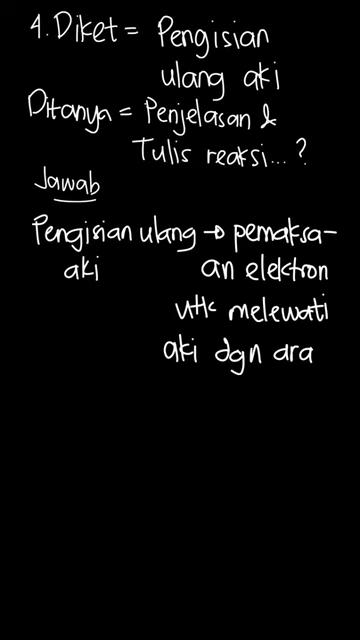 4. Diket = Pengisian
ulang aki
Ditanya = Penjelasan &
Tulis reaksi... ?
Jawab
Pengisian ulang → pemaksa-
aki an elektron
utk melewati
aki dgn ara